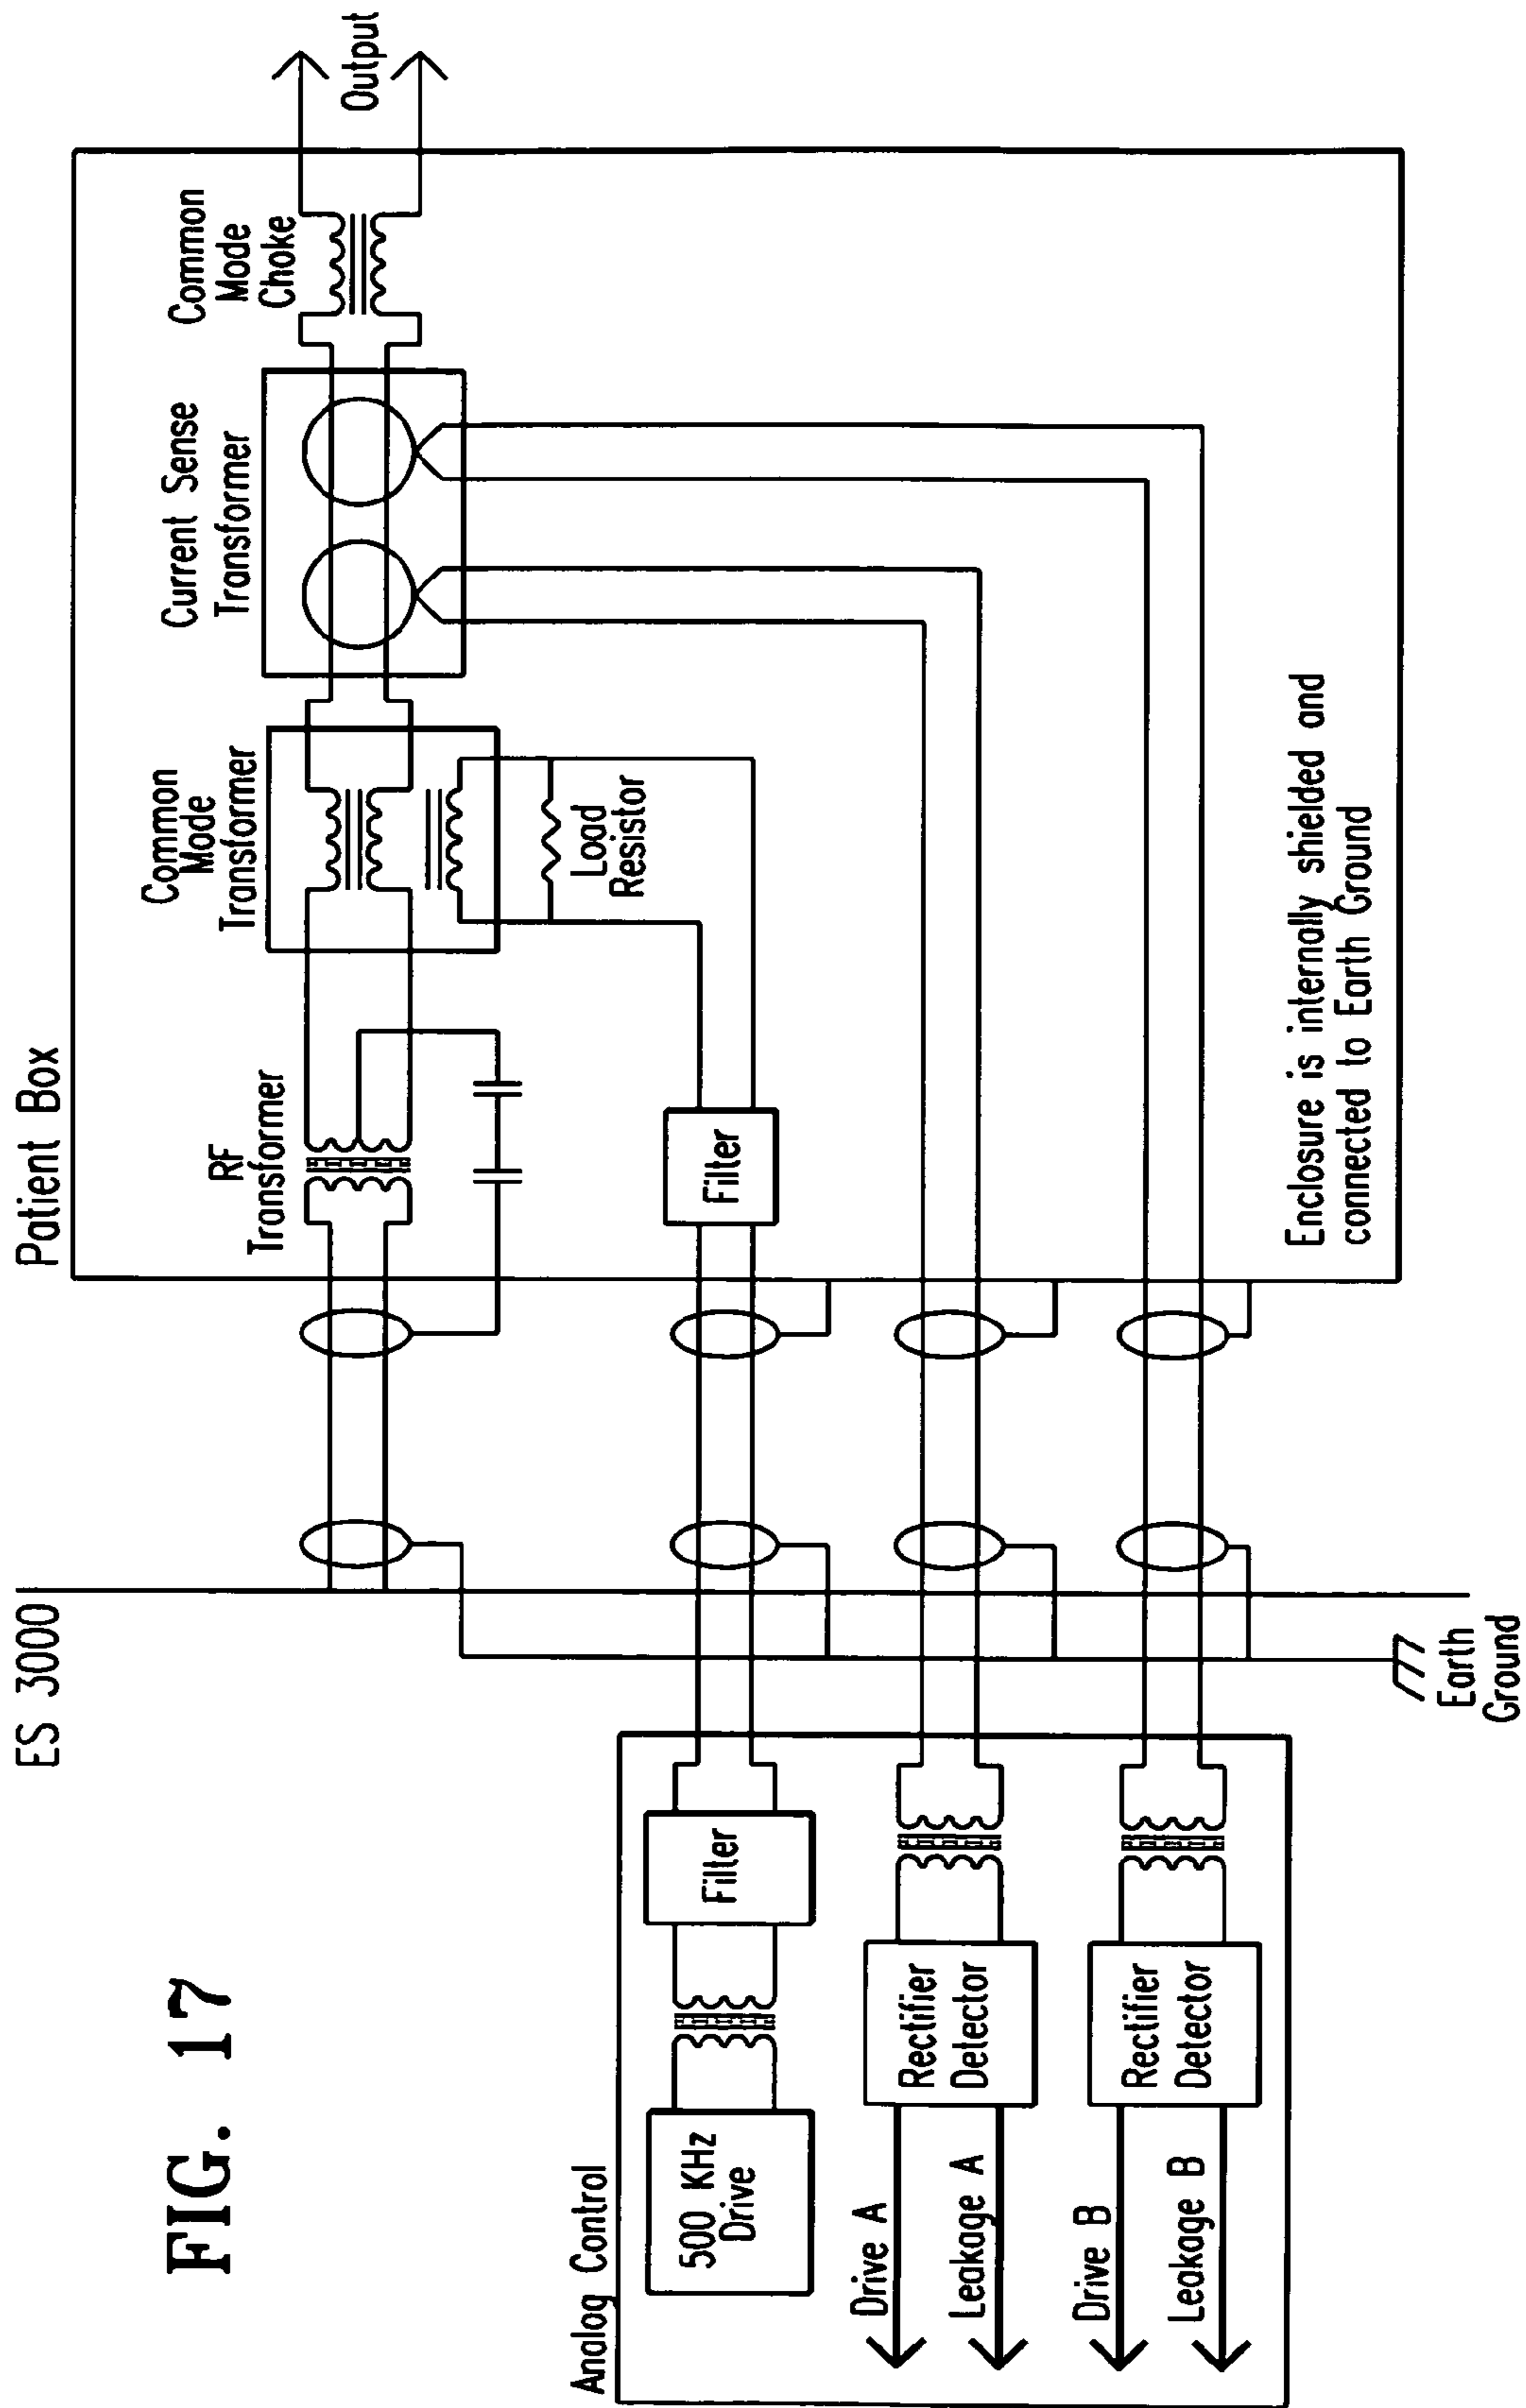 FIG. 17
ES 3000
Patient Box
Analog Control
500 KHz
Drive
Filter
Drive A
Leakage A
Rectifier
Detector
Drive B
Leakage B
Rectifier
Detector
Earth
Ground
RF
Transformer
Common
Mode
Transformer
Load
Resistor
Filter
Current Sense
Transformer
Common
Mode
Choke
Output
Enclosure is internally shielded and
connected to Earth Ground